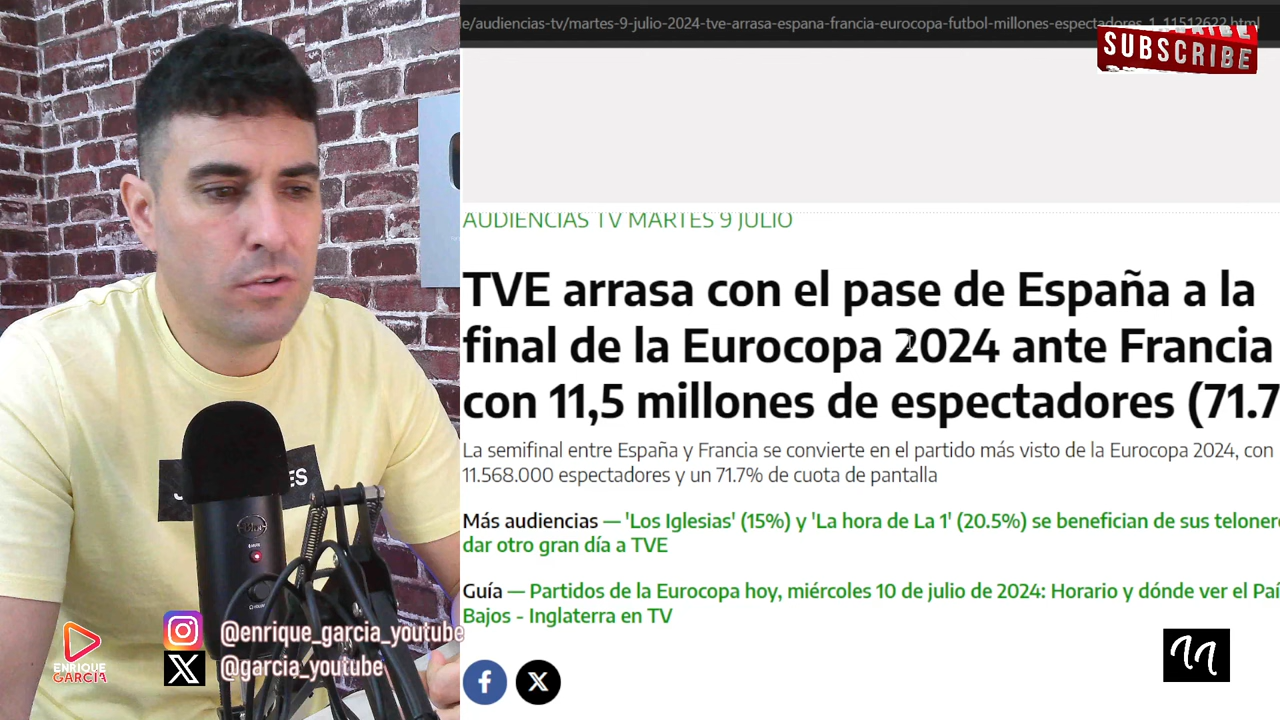 e/audiencias-tv/martes-9-julio-2024-tve-arrasa-espana-francia-eurocopa-futbol-millones-espectadores_1_11512622.html
SUBSCRIBE
AUDIENCIAS TV MARTES 9 JULIO
TVE arrasa con el pase de España a la
final de la Eurocopa 2024 ante Francia
con 11,5 millones de espectadores (71.7
La semifinal entre España y Francia se convierte en el partido más visto de la Eurocopa 2024, con
11.568.000 espectadores y un 71.7% de cuota de pantalla
Más audiencias — 'Los Iglesias' (15%) y 'La hora de La 1' (20.5%) se benefician de sus teloner
dar otro gran día a TVE
Guía — Partidos de la Eurocopa hoy, miércoles 10 de julio de 2024: Horario y dónde ver el Paí
Bajos - Inglaterra en TV
@enrique_garcia_youtube
@garcia_youtube
ENRIQUE
GARCIA